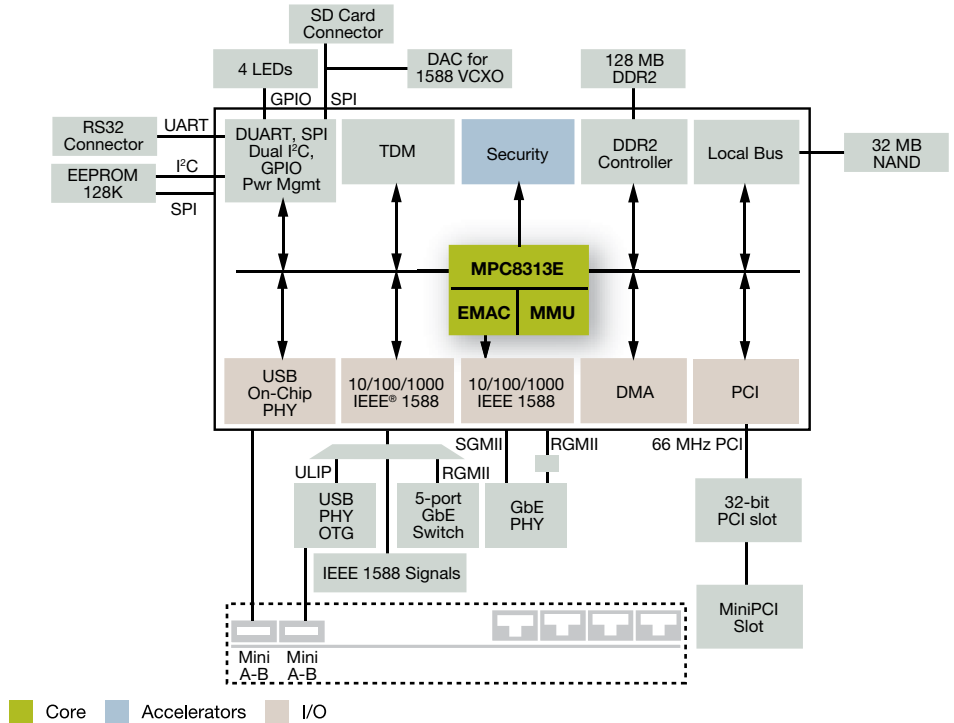 SD Card
Connector
4 LEDs
DAC for
1588 VCXO
128 MB
DDR2
GPIO
SPI
RS32
Connector
UART
EEPROM
128K
I²C
SPI
DUART, SPI
Dual I²C,
GPIO
Pwr Mgmt
TDM
Security
DDR2
Controller
Local Bus
32 MB
NAND
MPC8313E
EMAC
MMU
USB
On-Chip
PHY
10/100/1000
IEEE® 1588
10/100/1000
IEEE 1588
DMA
PCI
SGMII
RGMII
66 MHz PCI
ULIP
RGMII
USB
PHY
OTG
5-port
GbE
Switch
GbE
PHY
32-bit
PCI slot
IEEE 1588 Signals
MiniPCI
Slot
Mini
A-B
Mini
A-B
Core
Accelerators
I/O